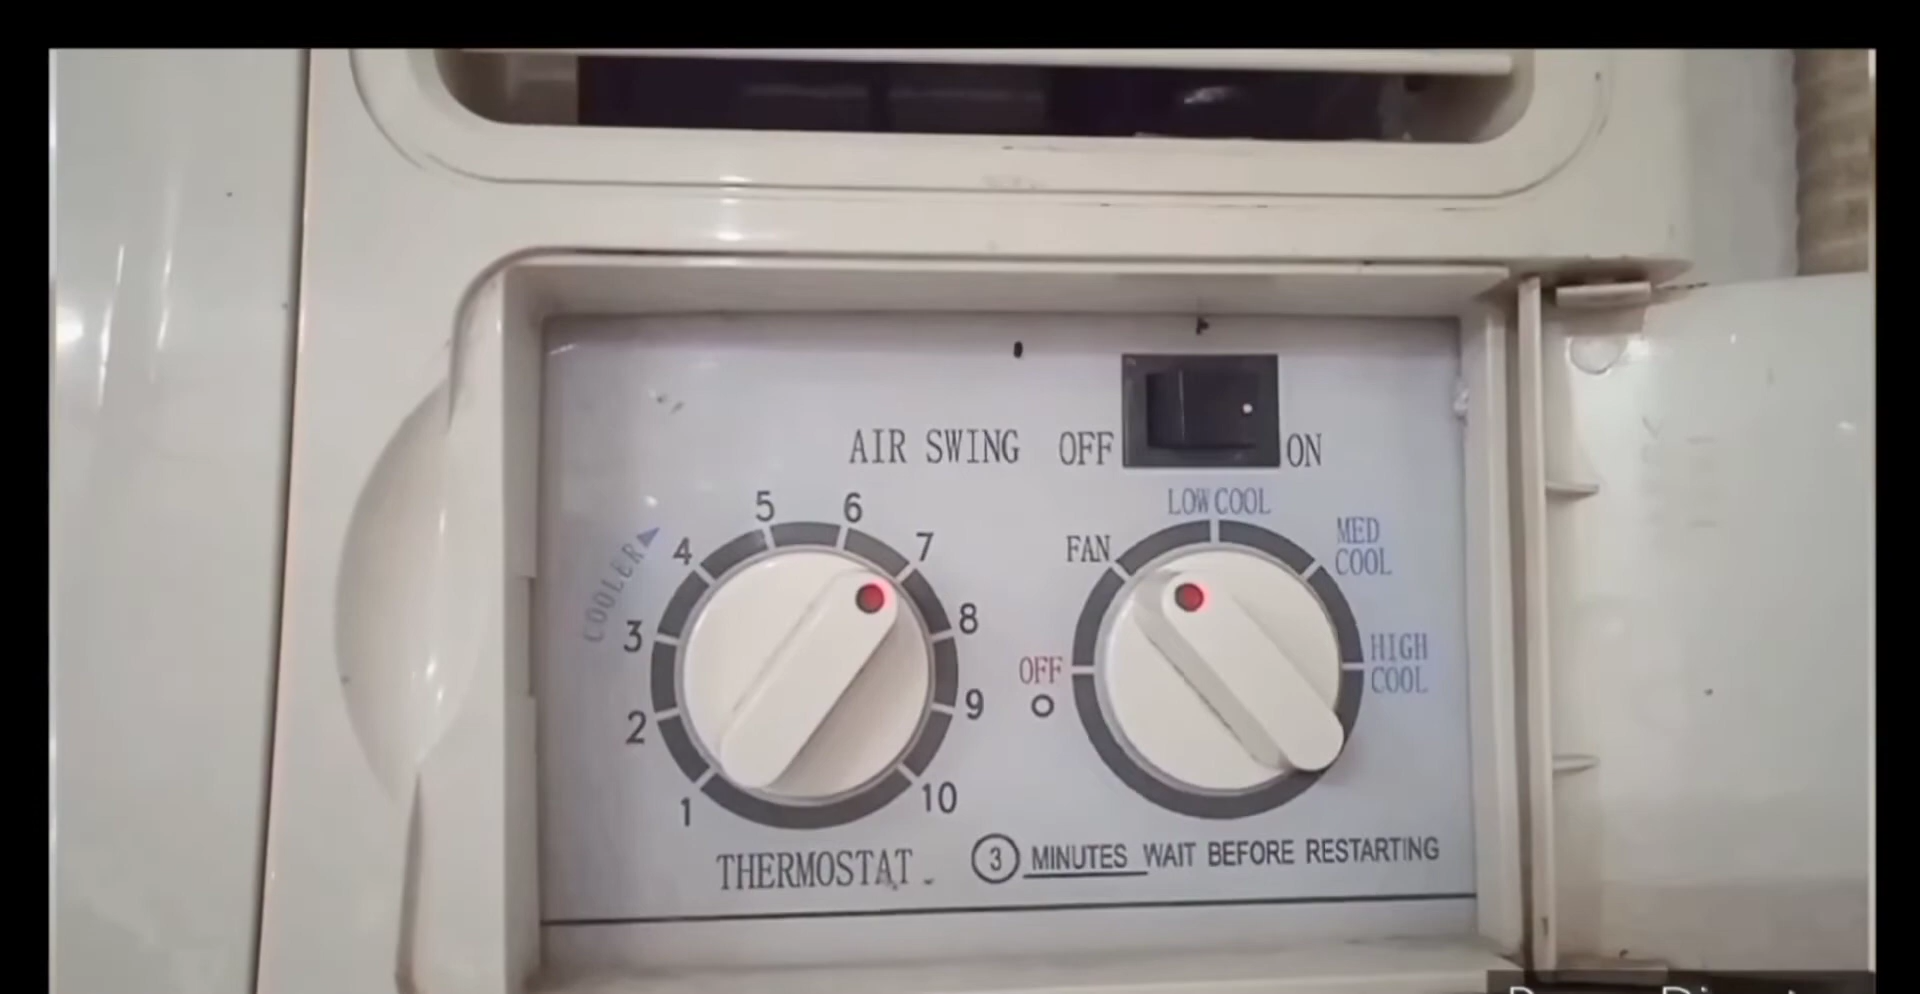 AIR SWING OFF ON
LOW COOL
FAN
MED
COOL
HIGH
COOL
OFF
COOLER
1
2
3
4
5
6
7
8
9
10
THERMOSTAT
3 MINUTES WAIT BEFORE RESTARTING